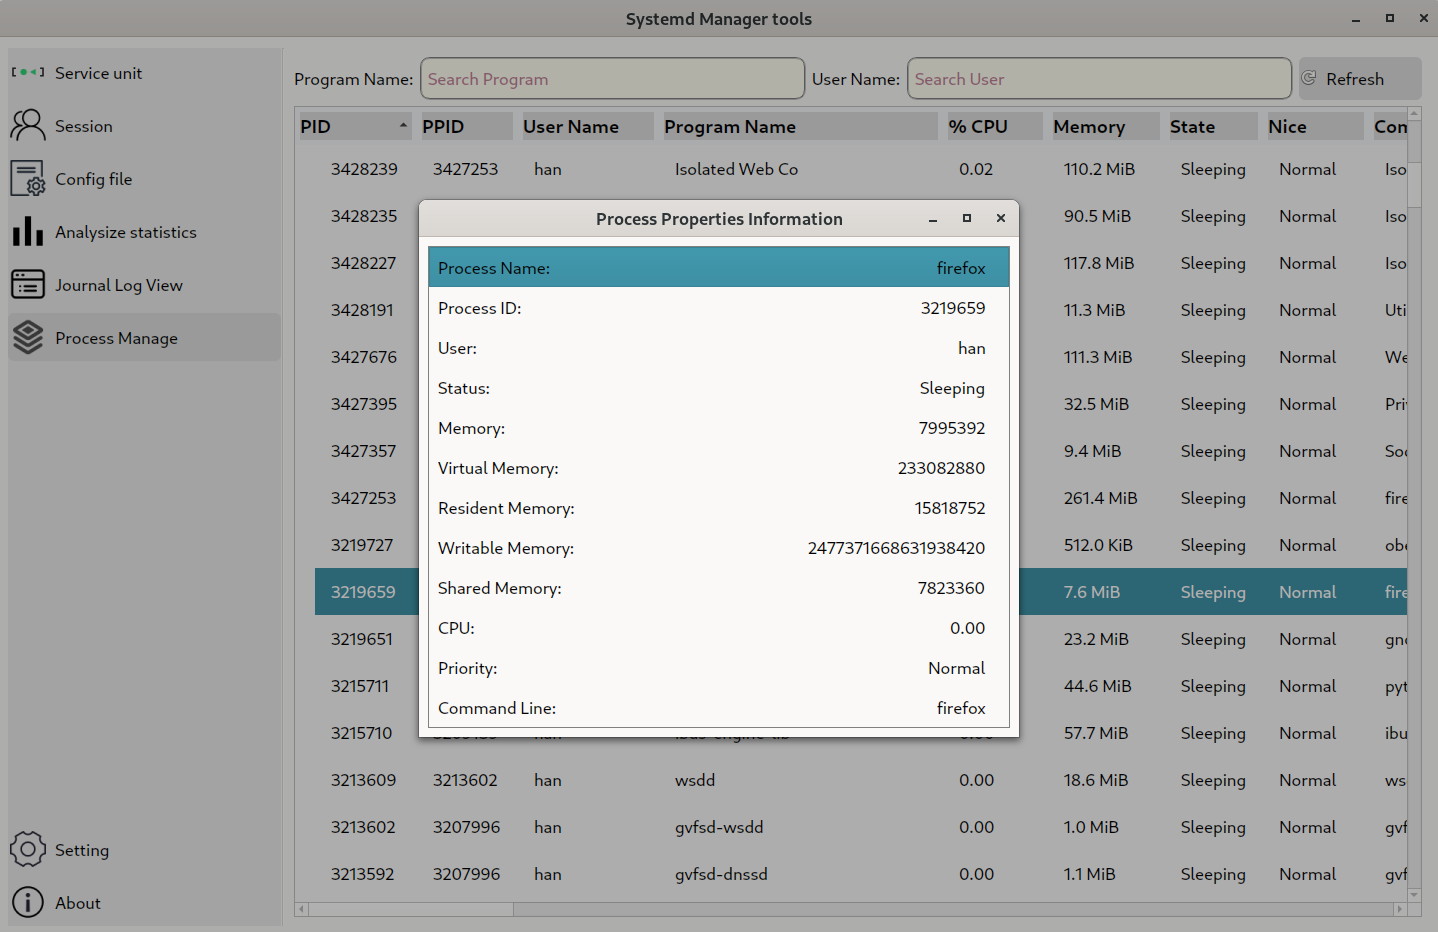 Systemd Manager tools
Service unit
Session
Config file
Analysize statistics
Journal Log View
Process Manage
Setting
About
Program Name: Search Program User Name: Search User Refresh
PID PPID User Name Program Name % CPU Memory State Nice Com
3428239 3427253 han Isolated Web Co 0.02 110.2 MiB Sleeping Normal Iso
3428235 90.5 MiB Sleeping Normal Iso
3428227 117.8 MiB Sleeping Normal Iso
3428191 11.3 MiB Sleeping Normal Uti
3427676 111.3 MiB Sleeping Normal We
3427395 32.5 MiB Sleeping Normal Pri
3427357 9.4 MiB Sleeping Normal Soc
3427253 261.4 MiB Sleeping Normal fire
3219727 512.0 KiB Sleeping Normal obe
3219659 7.6 MiB Sleeping Normal fire
3219651 23.2 MiB Sleeping Normal gno
3215711 44.6 MiB Sleeping Normal pyt
3215710 57.7 MiB Sleeping Normal ibu
3213609 3213602 han wsdd 0.00 18.6 MiB Sleeping Normal ws
3213602 3207996 han gvfsd-wsdd 0.00 1.0 MiB Sleeping Normal gvf
3213592 3207996 han gvfsd-dnssd 0.00 1.1 MiB Sleeping Normal gvf
Process Properties Information
Process Name: firefox
Process ID: 3219659
User: han
Status: Sleeping
Memory: 7995392
Virtual Memory: 233082880
Resident Memory: 15818752
Writable Memory: 2477371668631938420
Shared Memory: 7823360
CPU: 0.00
Priority: Normal
Command Line: firefox